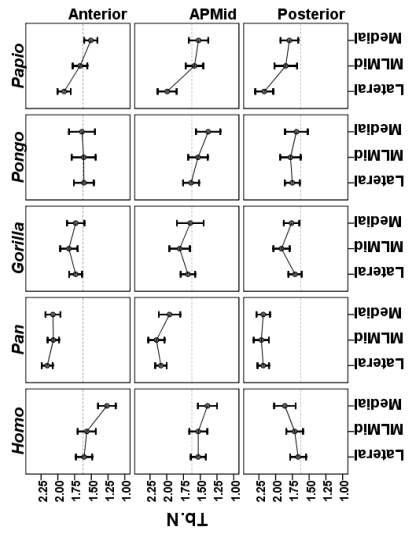 Anterior APMid Posterior
Papio
Medial
MLMid
Lateral
Pongo
Medial
MLMid
Lateral
Gorilla
Medial
MLMid
Lateral
Pan
Medial
MLMid
Lateral
Homo
Medial
MLMid
Lateral
2.25 2.00 1.75 1.50 1.25 1.00 2.25 2.00 1.75 1.50 1.25 1.00 2.25 2.00 1.75 1.50 1.25 1.00
Tb.N